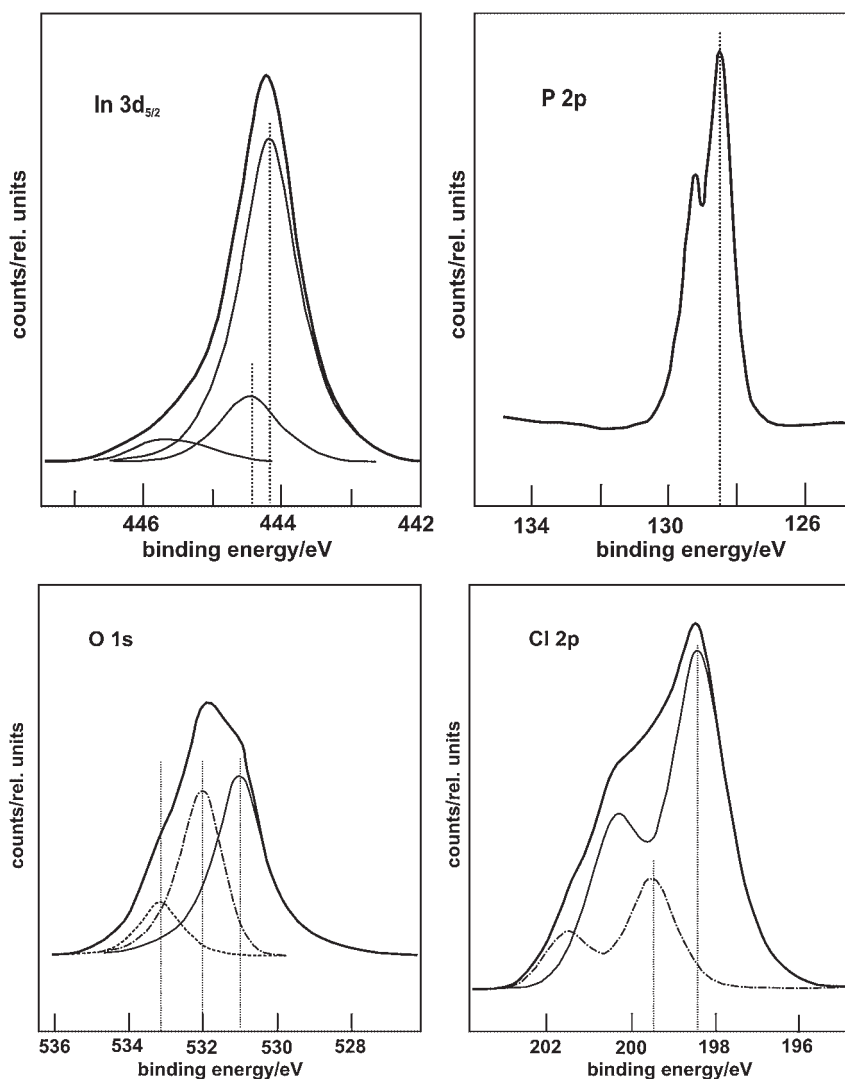 In 3d5/2
counts/rel. units
446 444 442
binding energy/eV
P 2p
counts/rel. units
134 130 126
binding energy/eV
O 1s
counts/rel. units
536 534 532 530 528
binding energy/eV
Cl 2p
counts/rel. units
202 200 198 196
binding energy/eV